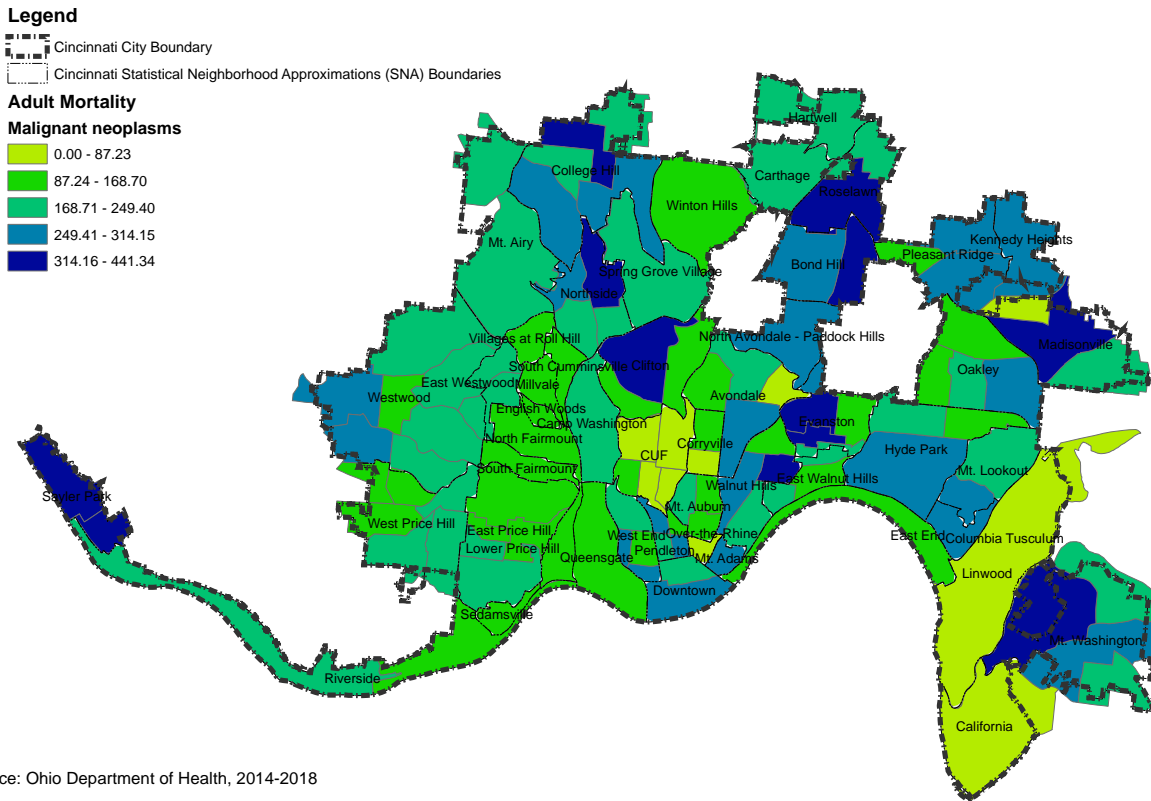 Legend
Cincinnati City Boundary
Cincinnati Statistical Neighborhood Approximations (SNA) Boundaries
Adult Mortality
Malignant neoplasms
0.00 - 87.23
87.24 - 168.70
168.71 - 249.40
249.41 - 314.15
314.16 - 441.34
Hartwell
College Hill
Carthage
Roselawn
Winton Hills
Mt. Airy
Kennedy Heights
Pleasant Ridge
Bond Hill
Spring Grove Village
Northside
Villages at Roll Hill
North Avondale - Paddock Hills
Madisonville
South Cumminsville
Clifton
Oakley
East Westwood
Millvale
Westwood
Avondale
English Woods
Camp Washington
Evanston
North Fairmount
Corryville
Hyde Park
CUF
South Fairmount
Mt. Lookout
East Walnut Hills
Walnut Hills
Sayler Park
Mt. Auburn
West Price Hill
East Price Hill
West End
Over-the-Rhine
East End
Columbia Tusculum
Lower Price Hill
Pendleton
Queensgate
Mt. Adams
Linwood
Downtown
Sedamsville
Mt. Washington
Riverside
California
ce: Ohio Department of Health, 2014-2018